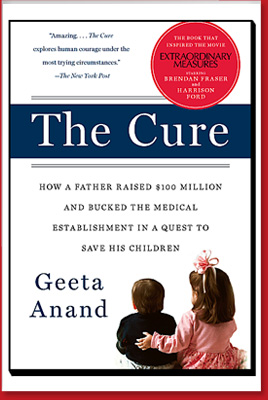 "Amazing. . . . The Cure
explores human courage under the
most trying circumstances."
—The New York Post
THE BOOK THAT
INSPIRED THE MOVIE
EXTRAORDINARY
MEASURES
STARRING
BRENDAN FRASER
AND
HARRISON
FORD
The Cure
HOW A FATHER RAISED $100 MILLION
AND BUCKED THE MEDICAL
ESTABLISHMENT IN A QUEST TO
SAVE HIS CHILDREN
Geeta
Anand